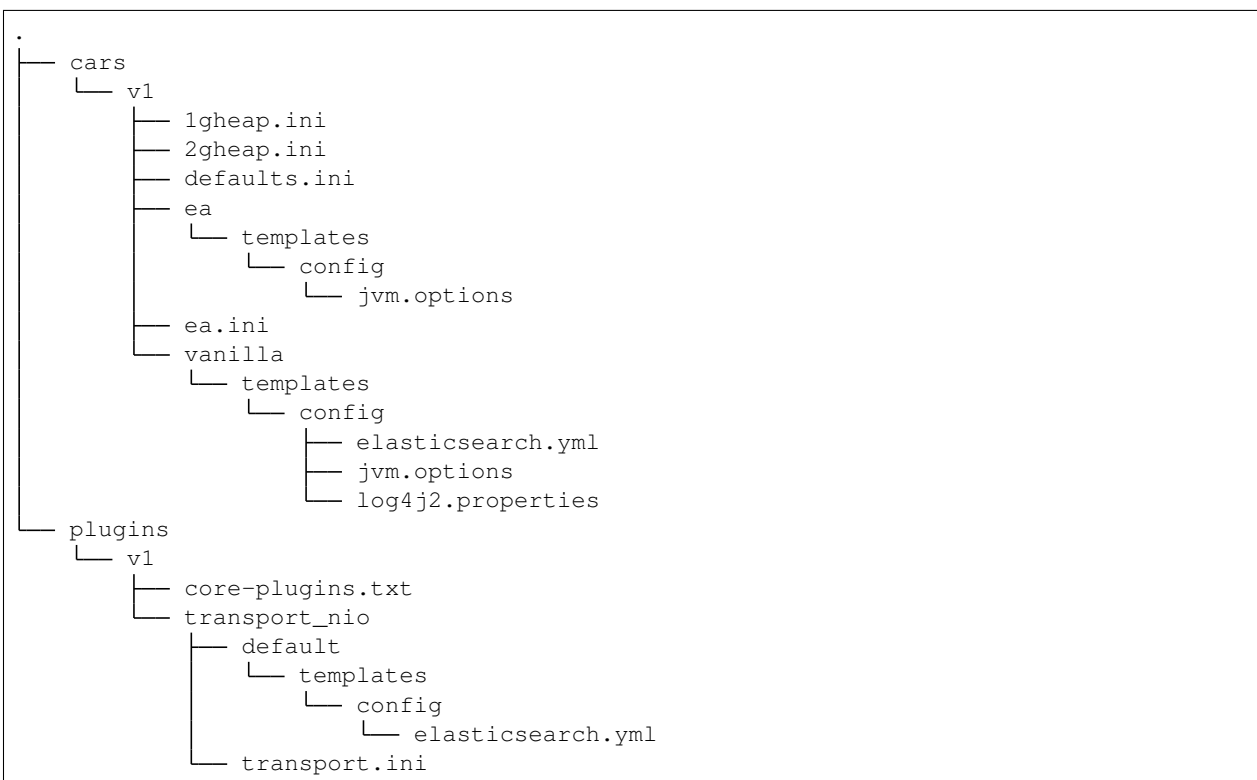 .
├── cars
│   └── v1
│       ├── 1gheap.ini
│       ├── 2gheap.ini
│       ├── defaults.ini
│       ├── ea
│       │   └── templates
│       │       └── config
│       │           └── jvm.options
│       ├── ea.ini
│       └── vanilla
│           └── templates
│               └── config
│                   ├── elasticsearch.yml
│                   ├── jvm.options
│                   └── log4j2.properties
└── plugins
    └── v1
        ├── core-plugins.txt
        └── transport_nio
            ├── default
            │   └── templates
            │       └── config
            │           └── elasticsearch.yml
            └── transport.ini